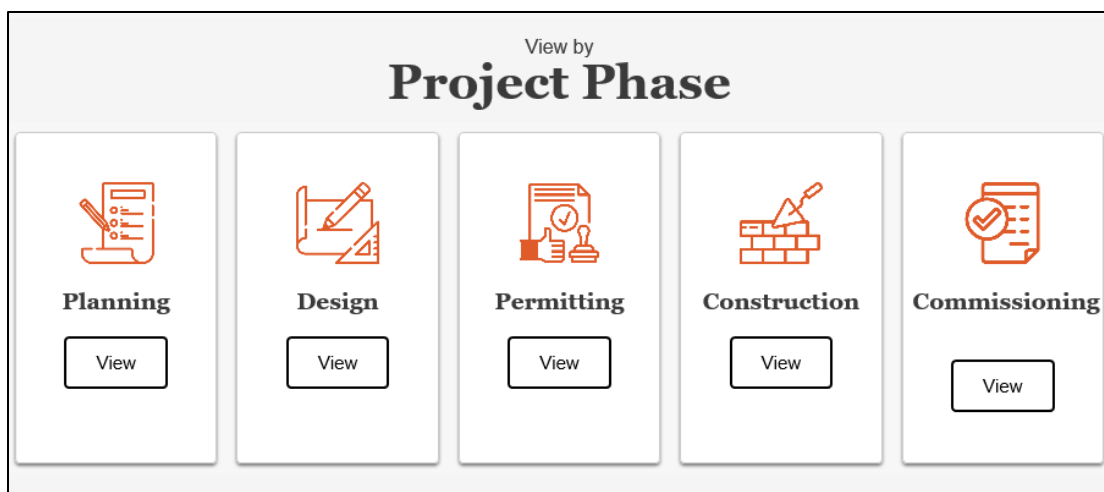 View by
Project Phase
Planning
Design
Permitting
Construction
Commissioning
View
View
View
View
View